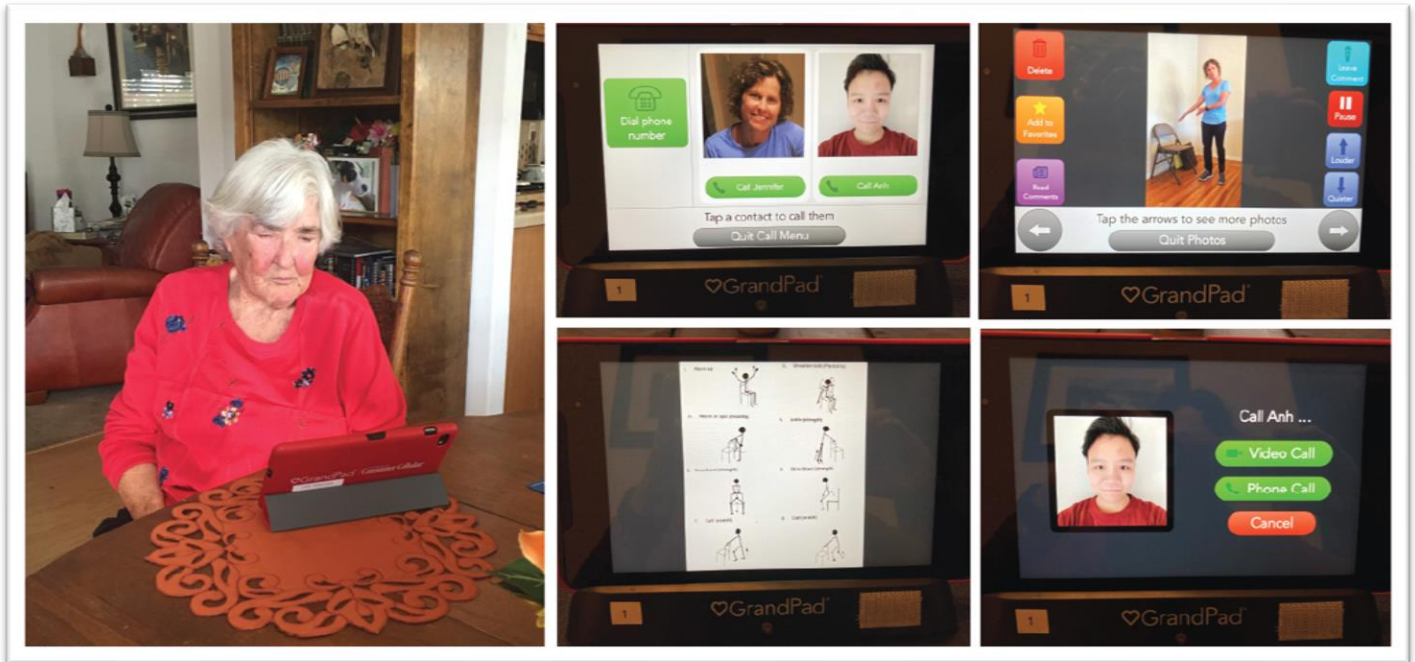 GrandPad
Consumer Cellular
Dial phone
number
Call Jennifer
Call Anh
Tap a contact to call them
Quit Call Menu
1
GrandPad
Delete
Add to
Favorites
Read
Comments
Leave
Comment
Pause
Louder
Quieter
Tap the arrows to see more photos
Quit Photos
1
GrandPad
1
GrandPad
Call Anh ...
Video Call
Phone Call
Cancel
1
GrandPad